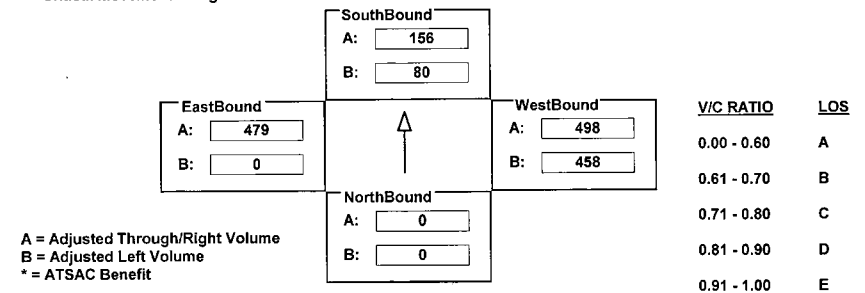 SouthBound
A: 156
B: 80
EastBound
A: 479
B: 0
WestBound
A: 498
B: 458
NorthBound
A: 0
B: 0
A = Adjusted Through/Right Volume
B = Adjusted Left Volume
* = ATSAC Benefit
V/C RATIO LOS
0.00 - 0.60 A
0.61 - 0.70 B
0.71 - 0.80 C
0.81 - 0.90 D
0.91 - 1.00 E